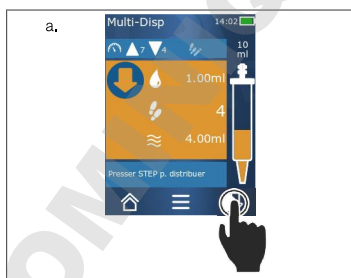 a.
Multi-Disp 14:02
7 4 10 ml
1.00ml
4
4.00ml
Presser STEP p. distribuer